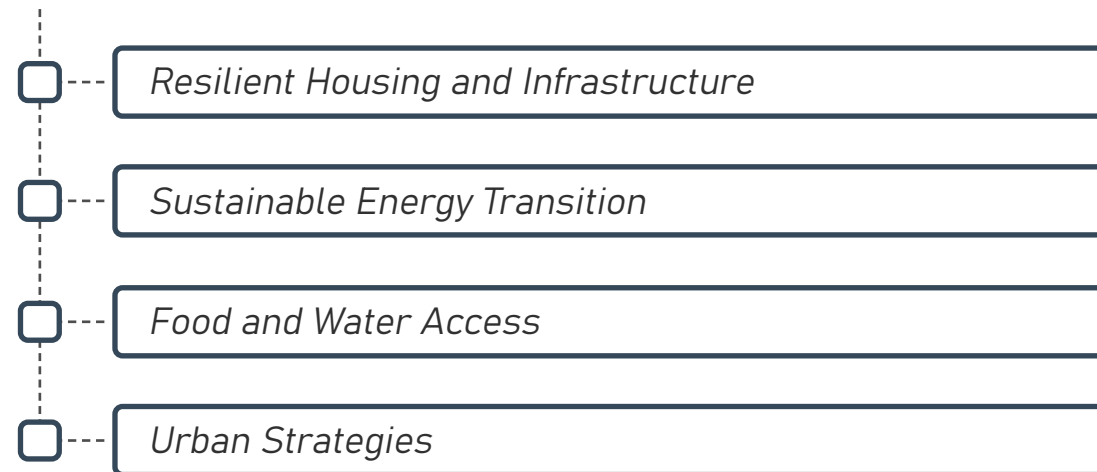 Resilient Housing and Infrastructure
Sustainable Energy Transition
Food and Water Access
Urban Strategies